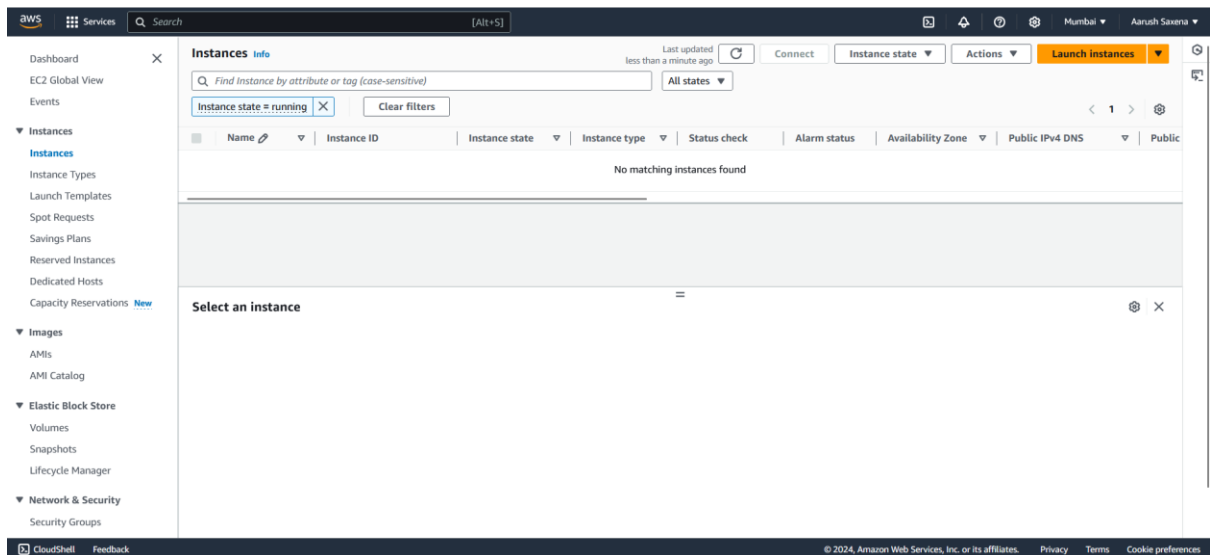 aws Services Search [Alt+S] Mumbai Aarush Saxena
Dashboard
EC2 Global View
Events
Instances
Instances
Instance Types
Launch Templates
Spot Requests
Savings Plans
Reserved Instances
Dedicated Hosts
Capacity Reservations New
Images
AMIs
AMI Catalog
Elastic Block Store
Volumes
Snapshots
Lifecycle Manager
Network & Security
Security Groups
Instances Info
Last updated
less than a minute ago
Connect Instance state Actions Launch instances
Find Instance by attribute or tag (case-sensitive) All states
Instance state = running Clear filters
1
Name Instance ID Instance state Instance type Status check Alarm status Availability Zone Public IPv4 DNS Public
No matching instances found
Select an instance
CloudShell Feedback © 2024, Amazon Web Services, Inc. or its affiliates. Privacy Terms Cookie preferences